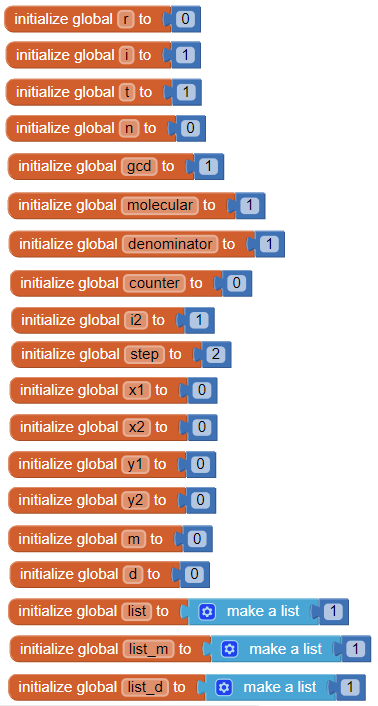 initialize global r to 0
initialize global i to 1
initialize global t to 1
initialize global n to 0
initialize global gcd to 1
initialize global molecular to 1
initialize global denominator to 1
initialize global counter to 0
initialize global i2 to 1
initialize global step to 2
initialize global x1 to 0
initialize global x2 to 0
initialize global y1 to 0
initialize global y2 to 0
initialize global m to 0
initialize global d to 0
initialize global list to make a list 1
initialize global list_m to make a list 1
initialize global list_d to make a list 1